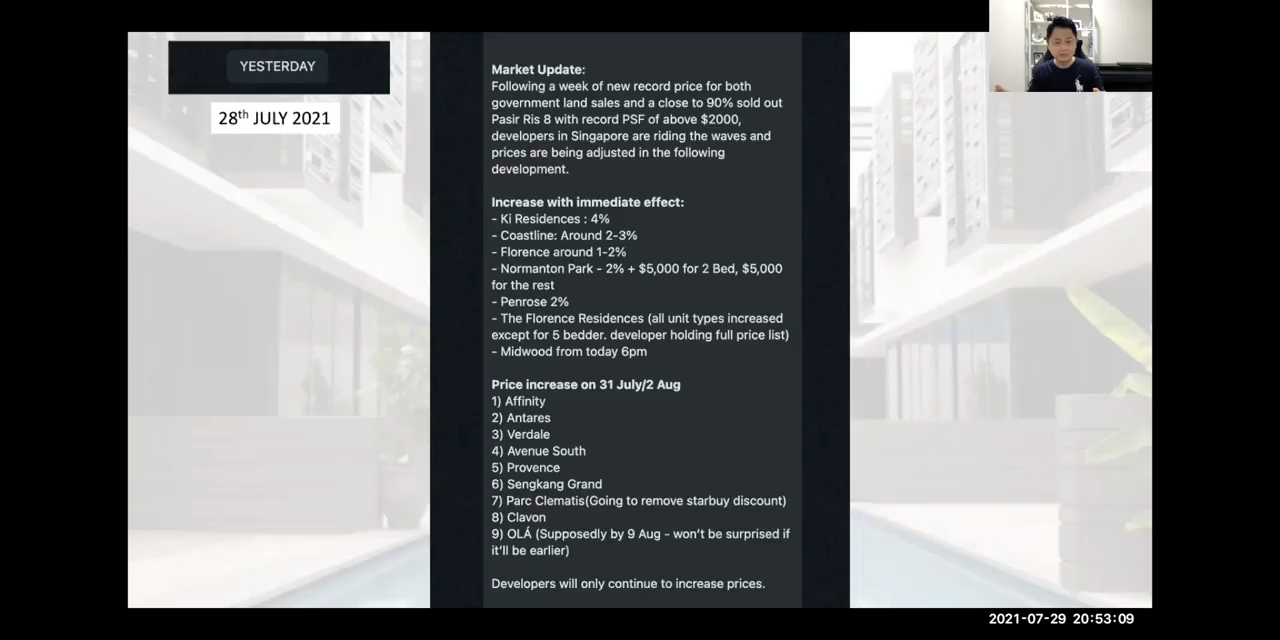 YESTERDAY
28th JULY 2021
Market Update:
Following a week of new record price for both
government land sales and a close to 90% sold out
Pasir Ris 8 with record PSF of above $2000,
developers in Singapore are riding the waves and
prices are being adjusted in the following
development.
Increase with immediate effect:
- Ki Residences : 4%
- Coastline: Around 2-3%
- Florence around 1-2%
- Normanton Park - 2% + $5,000 for 2 Bed, $5,000
for the rest
- Penrose 2%
- The Florence Residences (all unit types increased
except for 5 bedder. developer holding full price list)
- Midwood from today 6pm
Price increase on 31 July/2 Aug
1) Affinity
2) Antares
3) Verdale
4) Avenue South
5) Provence
6) Sengkang Grand
7) Parc Clematis(Going to remove starbuy discount)
8) Clavon
9) OLÁ (Supposedly by 9 Aug - won't be surprised if
it'll be earlier)
Developers will only continue to increase prices.
2021-07-29 20:53:09